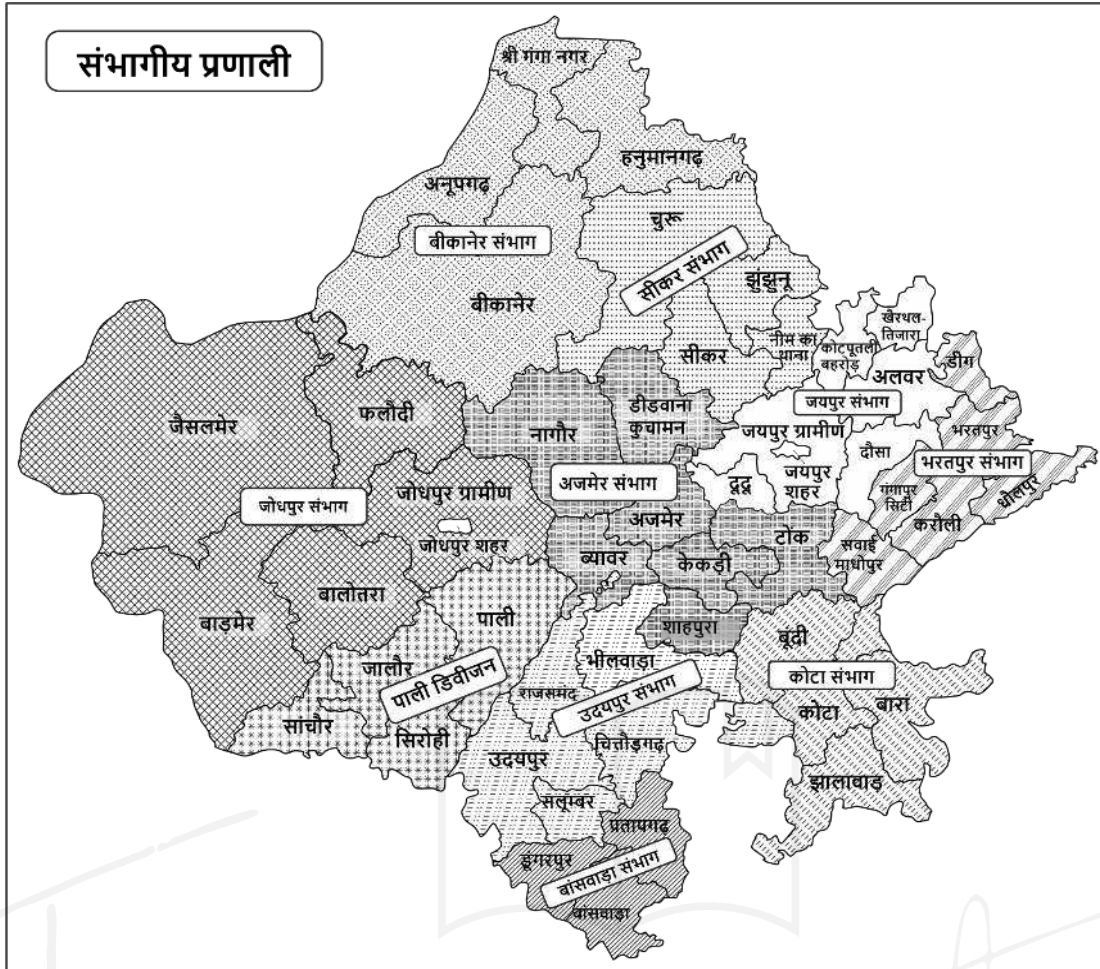 संभागीय प्रणाली
श्री गंगा नगर
हनुमानगढ़
अनूपगढ़
चुरू
बीकानेर संभाग
सीकर संभाग
झुंझुनू
बीकानेर
खैरथल-
तिजारा
नीम का
थाना
कोटपूतली
बहरोड़
सीकर
डीग
अलवर
जैसलमेर
फलौदी
नागौर
डीडवाना
कुचामन
जयपुर संभाग
जयपुर ग्रामीण
भरतपुर
दौसा
भरतपुर संभाग
जोधपुर ग्रामीण
अजमेर संभाग
दूदू
जयपुर
शहर
गंगापुर
सिटी
धौलपुर
जोधपुर संभाग
अजमेर
करौली
जोधपुर शहर
ब्यावर
केकड़ी
टोंक
सवाई
माधोपुर
बालोतरा
पाली
शाहपुरा
बूंदी
बाड़मेर
जालौर
पाली डिवीजन
भीलवाड़ा
राजसमंद
उदयपुर संभाग
कोटा संभाग
कोटा
बारा
सांचौर
सिरोही
उदयपुर
चित्तौड़गढ़
झालावाड़
सलूम्बर
प्रतापगढ़
डूंगरपुर
बांसवाड़ा संभाग
बांसवाड़ा